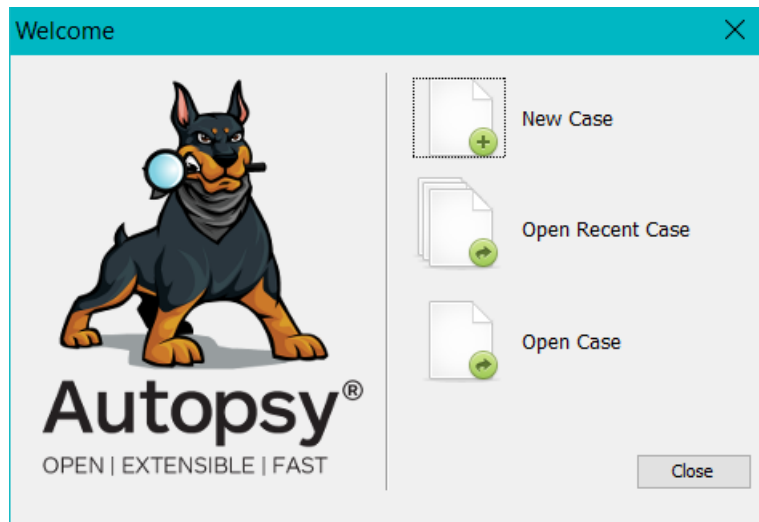 Welcome
New Case
Open Recent Case
Open Case
Autopsy®
OPEN | EXTENSIBLE | FAST
Close